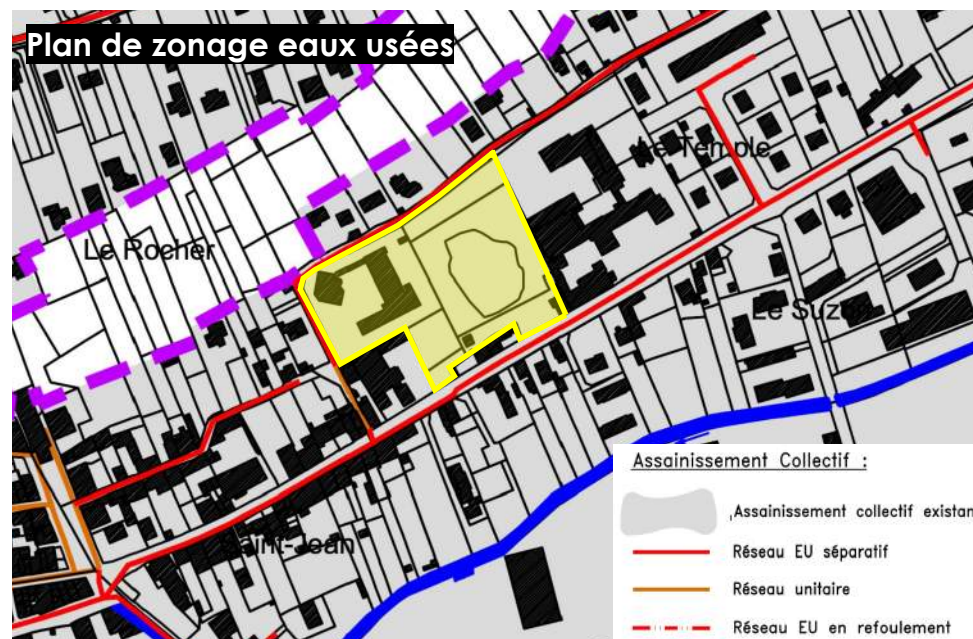 Plan de zonage eaux usées
Le Temple
Le Rocher
Le Suzon
Saint-Jean
Assainissement Collectif :
Assainissement collectif existan
Réseau EU séparatif
Réseau unitaire
Réseau EU en refoulement